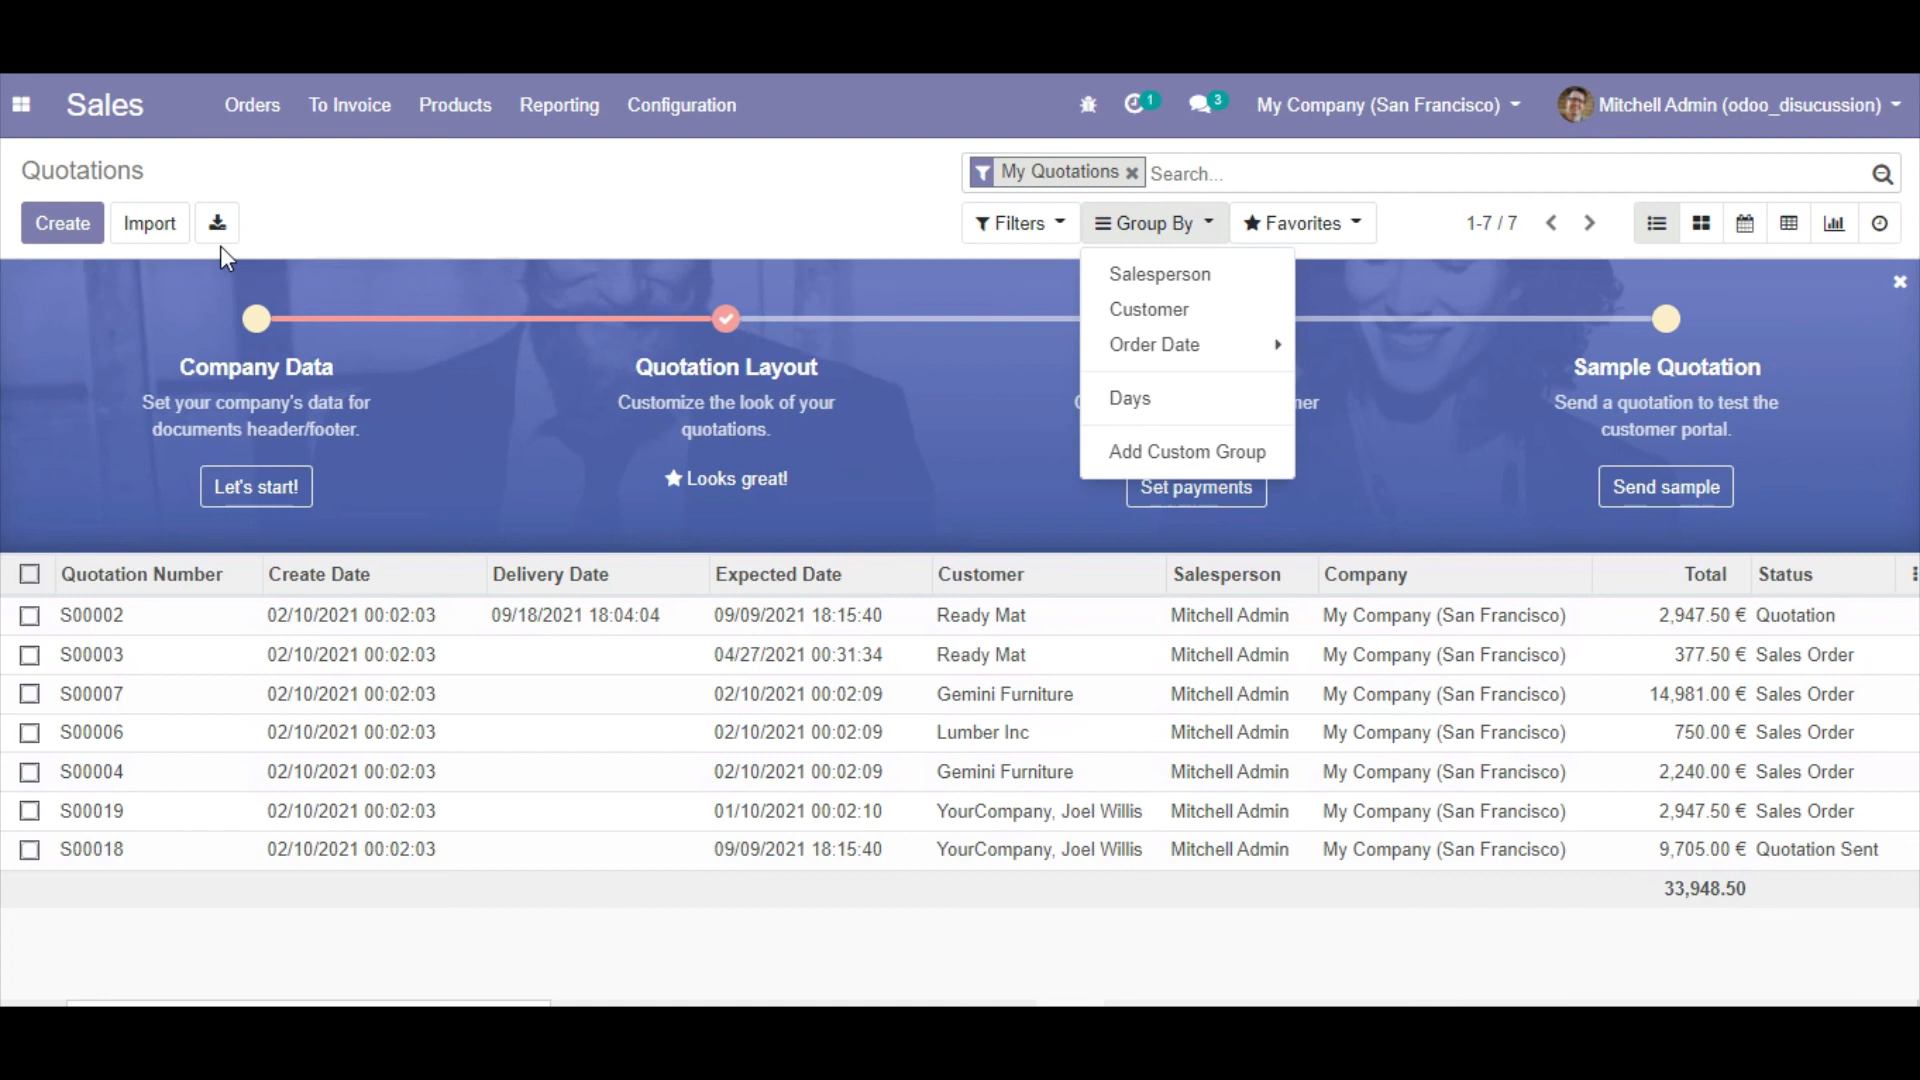 Sales Orders To Invoice Products Reporting Configuration 1 3 My Company (San Francisco) Mitchell Admin (odoo_disucussion)
Quotations My Quotations Search...
Create Import Filters Group By Favorites 1-7 / 7
Salesperson
Customer
Order Date
Days
Add Custom Group
Company Data Quotation Layout Sample Quotation
Set your company's data for Customize the look of your Send a quotation to test the
documents header/footer. quotations. customer portal.
Let's start! Looks great! Set payments Send sample
Quotation Number Create Date Delivery Date Expected Date Customer Salesperson Company Total Status
S00002 02/10/2021 00:02:03 09/18/2021 18:04:04 09/09/2021 18:15:40 Ready Mat Mitchell Admin My Company (San Francisco) 2,947.50 € Quotation
S00003 02/10/2021 00:02:03 04/27/2021 00:31:34 Ready Mat Mitchell Admin My Company (San Francisco) 377.50 € Sales Order
S00007 02/10/2021 00:02:03 02/10/2021 00:02:09 Gemini Furniture Mitchell Admin My Company (San Francisco) 14,981.00 € Sales Order
S00006 02/10/2021 00:02:03 02/10/2021 00:02:09 Lumber Inc Mitchell Admin My Company (San Francisco) 750.00 € Sales Order
S00004 02/10/2021 00:02:03 02/10/2021 00:02:09 Gemini Furniture Mitchell Admin My Company (San Francisco) 2,240.00 € Sales Order
S00019 02/10/2021 00:02:03 01/10/2021 00:02:10 YourCompany, Joel Willis Mitchell Admin My Company (San Francisco) 2,947.50 € Sales Order
S00018 02/10/2021 00:02:03 09/09/2021 18:15:40 YourCompany, Joel Willis Mitchell Admin My Company (San Francisco) 9,705.00 € Quotation Sent
33,948.50